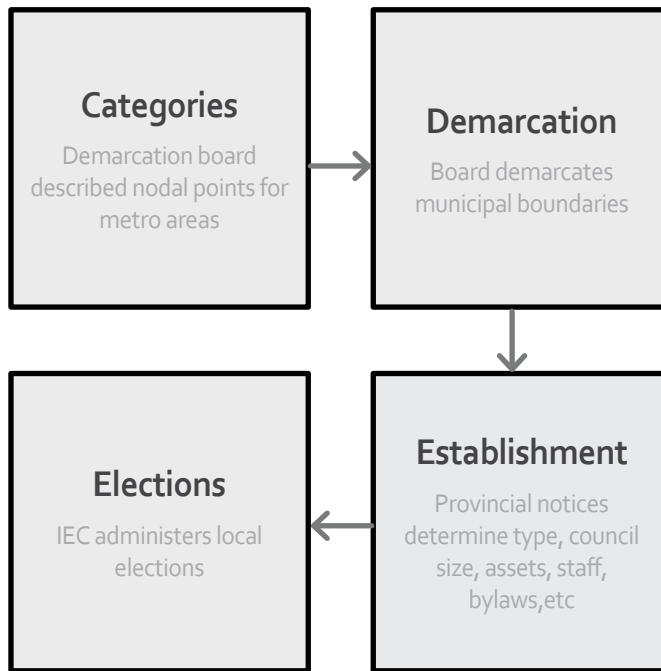 Categories
Demarcation board
described nodal points for
metro areas
Demarcation
Board demarcates
municipal boundaries
Establishment
Provincial notices
determine type, council
size, assets, staff,
bylaws,etc
Elections
IEC administers local
elections